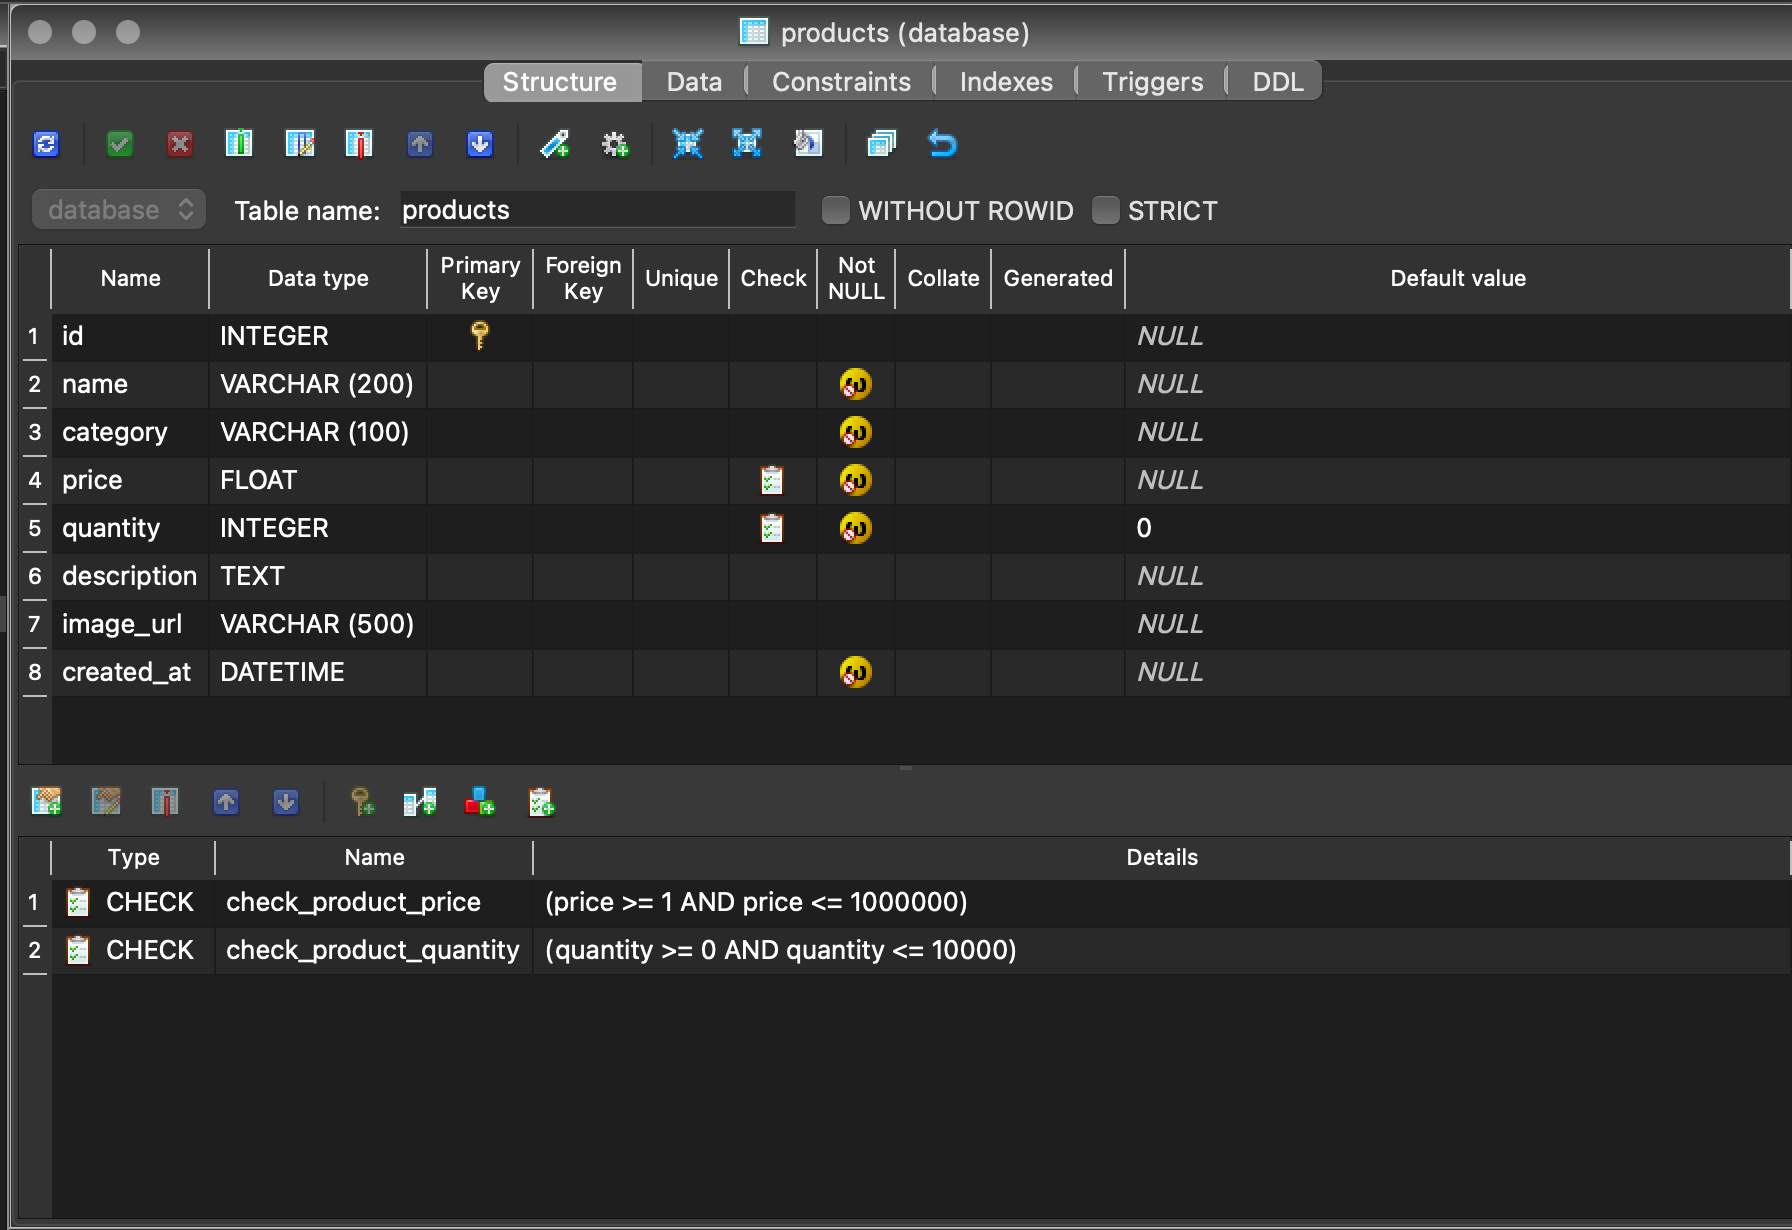 products (database)
Structure Data Constraints Indexes Triggers DDL
database Table name: products WITHOUT ROWID STRICT
Name Data type Primary Key Foreign Key Unique Check Not NULL Collate Generated Default value
1 id INTEGER NULL
2 name VARCHAR (200) NULL
3 category VARCHAR (100) NULL
4 price FLOAT NULL
5 quantity INTEGER 0
6 description TEXT NULL
7 image_url VARCHAR (500) NULL
8 created_at DATETIME NULL
Type Name Details
1 CHECK check_product_price (price >= 1 AND price <= 1000000)
2 CHECK check_product_quantity (quantity >= 0 AND quantity <= 10000)